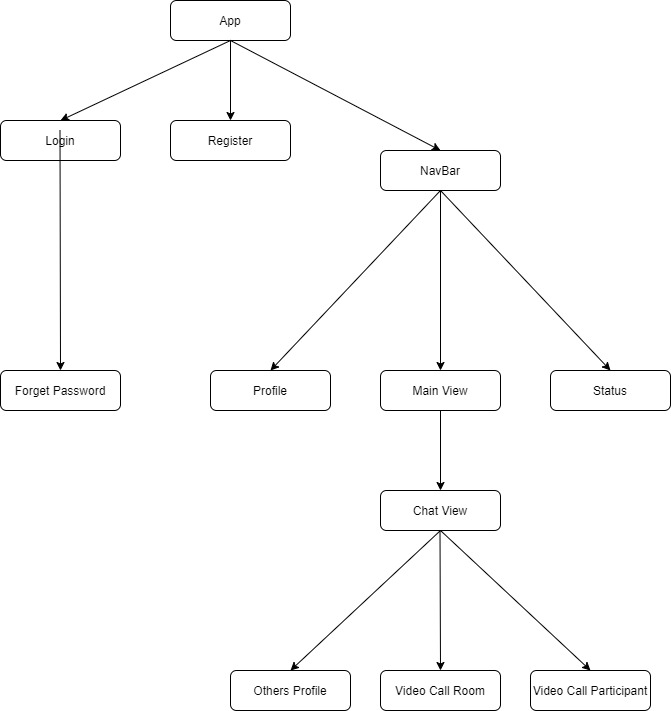 App
Login
Register
NavBar
Forget Password
Profile
Main View
Status
Chat View
Others Profile
Video Call Room
Video Call Participant